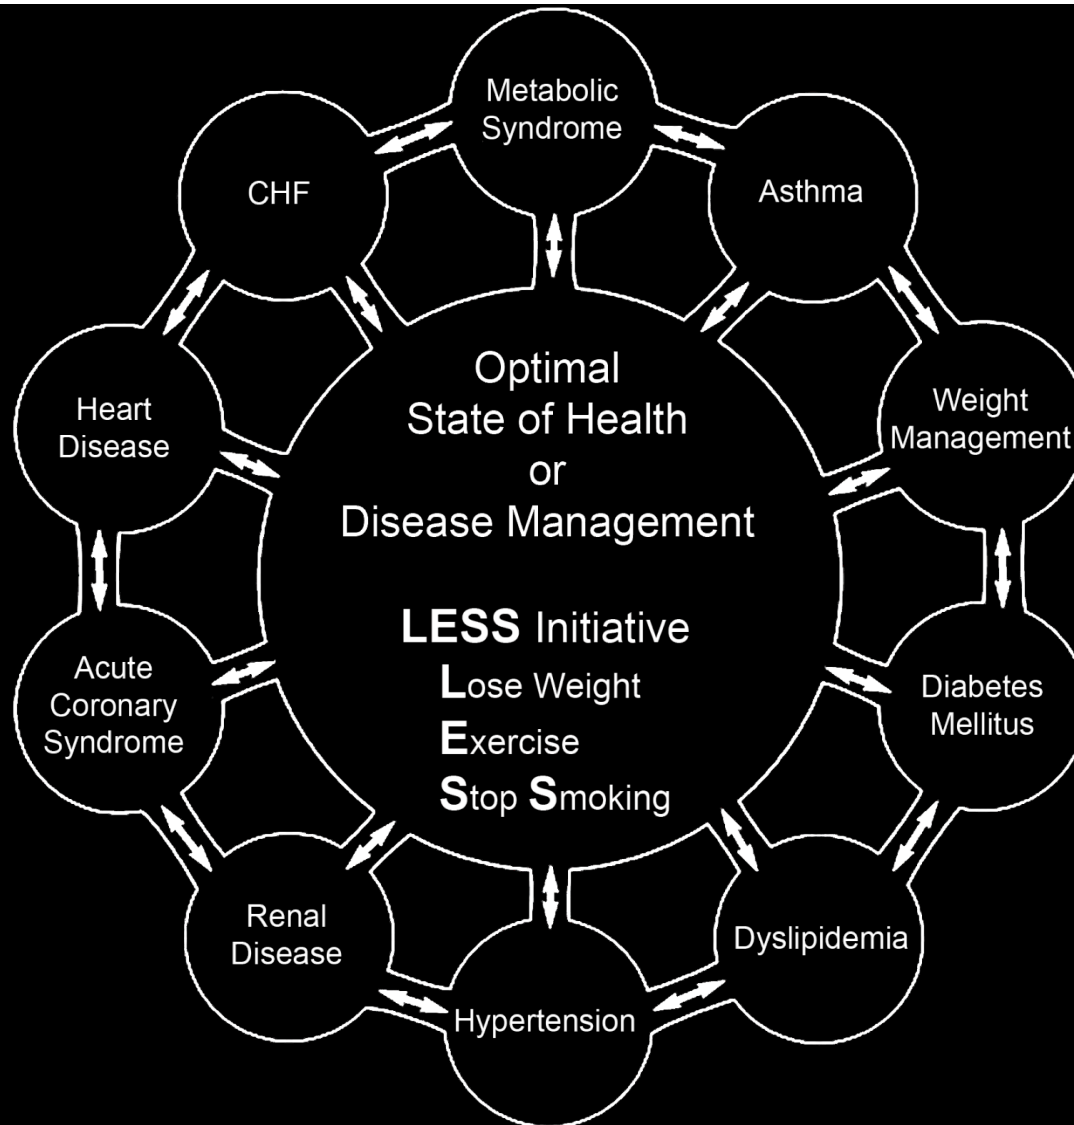 Metabolic
Syndrome
CHF
Asthma
Heart
Disease
Weight
Management
Optimal
State of Health
or
Disease Management
LESS Initiative
Lose Weight
Exercise
Stop Smoking
Acute
Coronary
Syndrome
Diabetes
Mellitus
Renal
Disease
Dyslipidemia
Hypertension